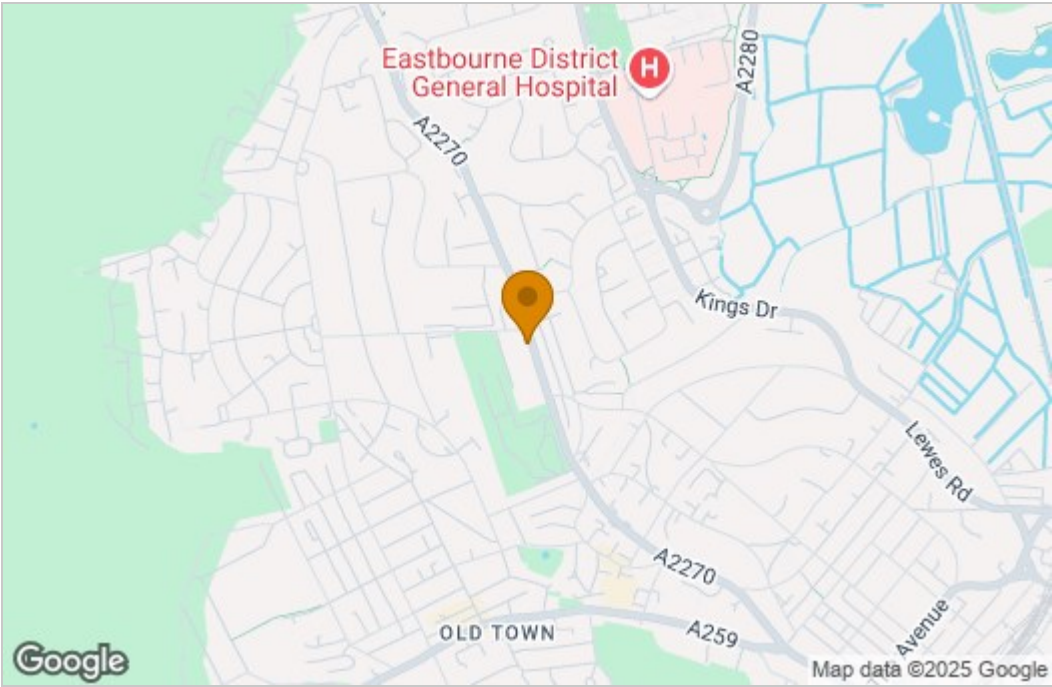 Eastbourne District
General Hospital
H
A2280
A2270
Kings Dr
Lewes Rd
A2270
OLD TOWN
A259
Avenue
Google
Map data ©2025 Google